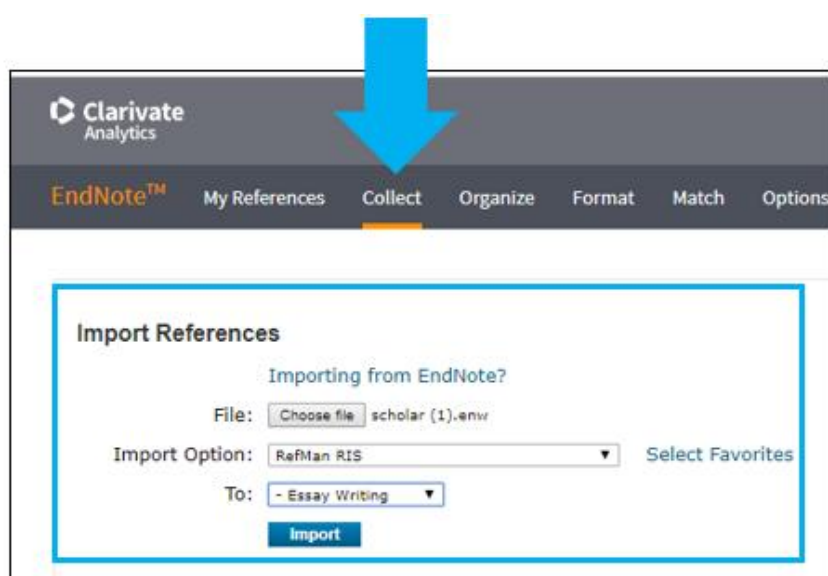 Clarivate
Analytics
EndNote™ My References Collect Organize Format Match Options
Import References
Importing from EndNote?
File: Choose file scholar (1).enw
Import Option: RefMan RIS Select Favorites
To: - Essay Writing
Import